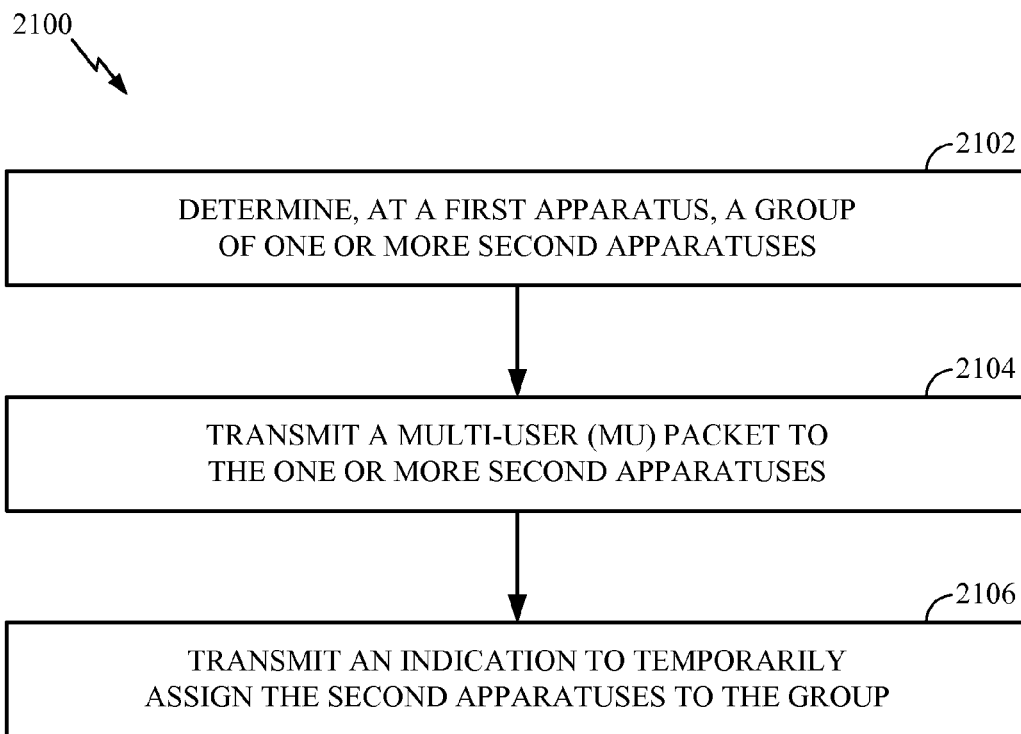 2100
2102
DETERMINE, AT A FIRST APPARATUS, A GROUP
OF ONE OR MORE SECOND APPARATUSES
2104
TRANSMIT A MULTI-USER (MU) PACKET TO
THE ONE OR MORE SECOND APPARATUSES
2106
TRANSMIT AN INDICATION TO TEMPORARILY
ASSIGN THE SECOND APPARATUSES TO THE GROUP